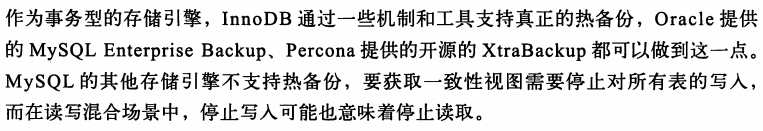 作为事务型的存储引擎，InnoDB 通过一些机制和工具支持真正的热备份，Oracle 提供
的 MySQL Enterprise Backup、Percona 提供的开源的 XtraBackup 都可以做到这一点。
MySQL 的其他存储引擎不支持热备份，要获取一致性视图需要停止对所有表的写入，
而在读写混合场景中，停止写入可能也意味着停止读取。